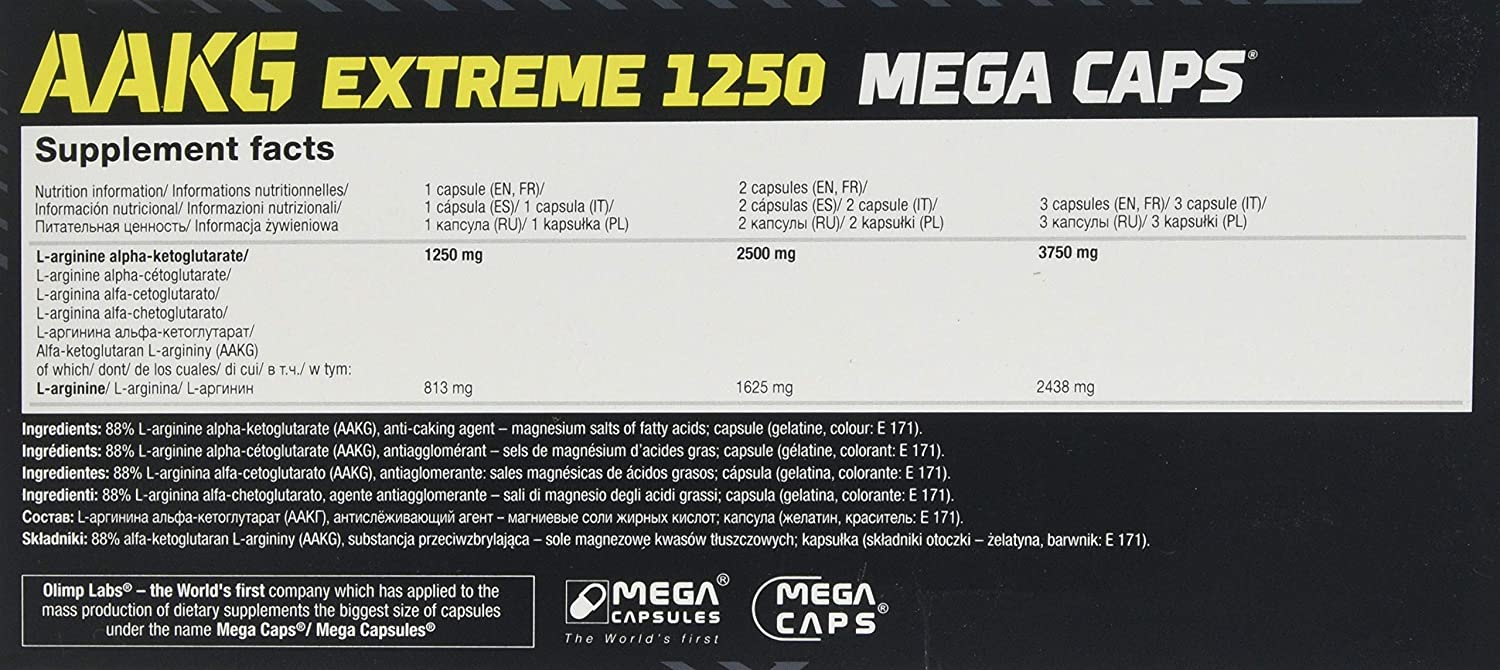 AAKG EXTREME 1250 MEGA CAPS®
Supplement facts
Nutrition information/ Informations nutritionnelles/
Información nutricional/ Informazioni nutrizionali/
Питательная ценность/ Informacja żywieniowa
1 capsule (EN, FR)/
1 cápsula (ES)/ 1 capsula (IT)/
1 капсула (RU)/ 1 kapsułka (PL)
2 capsules (EN, FR)/
2 cápsulas (ES)/ 2 capsule (IT)/
2 капсулы (RU)/ 2 kapsułki (PL)
3 capsules (EN, FR)/ 3 capsule (IT)/
3 капсулы (RU)/ 3 kapsułki (PL)
L-arginine alpha-ketoglutarate/ 1250 mg 2500 mg 3750 mg
L-arginine alpha-cétoglutarate/
L-arginina alfa-cetoglutarato/
L-arginina alfa-chetoglutarato/
L-аргинина альфа-кетоглутарат/
Alfa-ketoglutaran L-argininy (AAKG)
of which/ dont/ de los cuales/ di cui/ в т.ч./ w tym:
L-arginine/ L-arginina/ L-аргинин 813 mg 1625 mg 2438 mg
Ingredients: 88% L-arginine alpha-ketoglutarate (AAKG), anti-caking agent – magnesium salts of fatty acids; capsule (gelatine, colour: E 171).
Ingrédients: 88% L-arginine alpha-cétoglutarate (AAKG), antiagglomérant – sels de magnésium d'acides gras; capsule (gélatine, colorant: E 171).
Ingredientes: 88% L-arginina alfa-cetoglutarato (AAKG), antiaglomerante: sales magnésicas de ácidos grasos; cápsula (gelatina, colorante: E 171).
Ingredienti: 88% L-arginina alfa-chetoglutarato, agente antiagglomerante – sali di magnesio degli acidi grassi; capsula (gelatina, colorante: E 171).
Состав: L-аргинина альфа-кетоглутарат (ААКГ), антислёживающий агент – магниевые соли жирных кислот; капсула (желатин, краситель: E 171).
Składniki: 88% alfa-ketoglutaran L-argininy (AAKG), substancja przeciwzbrylająca – sole magnezowe kwasów tłuszczowych; kapsułka (składniki otoczki – żelatyna, barwnik: E 171).
Olimp Labs® – the World's first company which has applied to the
mass production of dietary supplements the biggest size of capsules
under the name Mega Caps®/ Mega Capsules®
MEGA®
CAPSULES
The World's first
MEGA
CAPS®